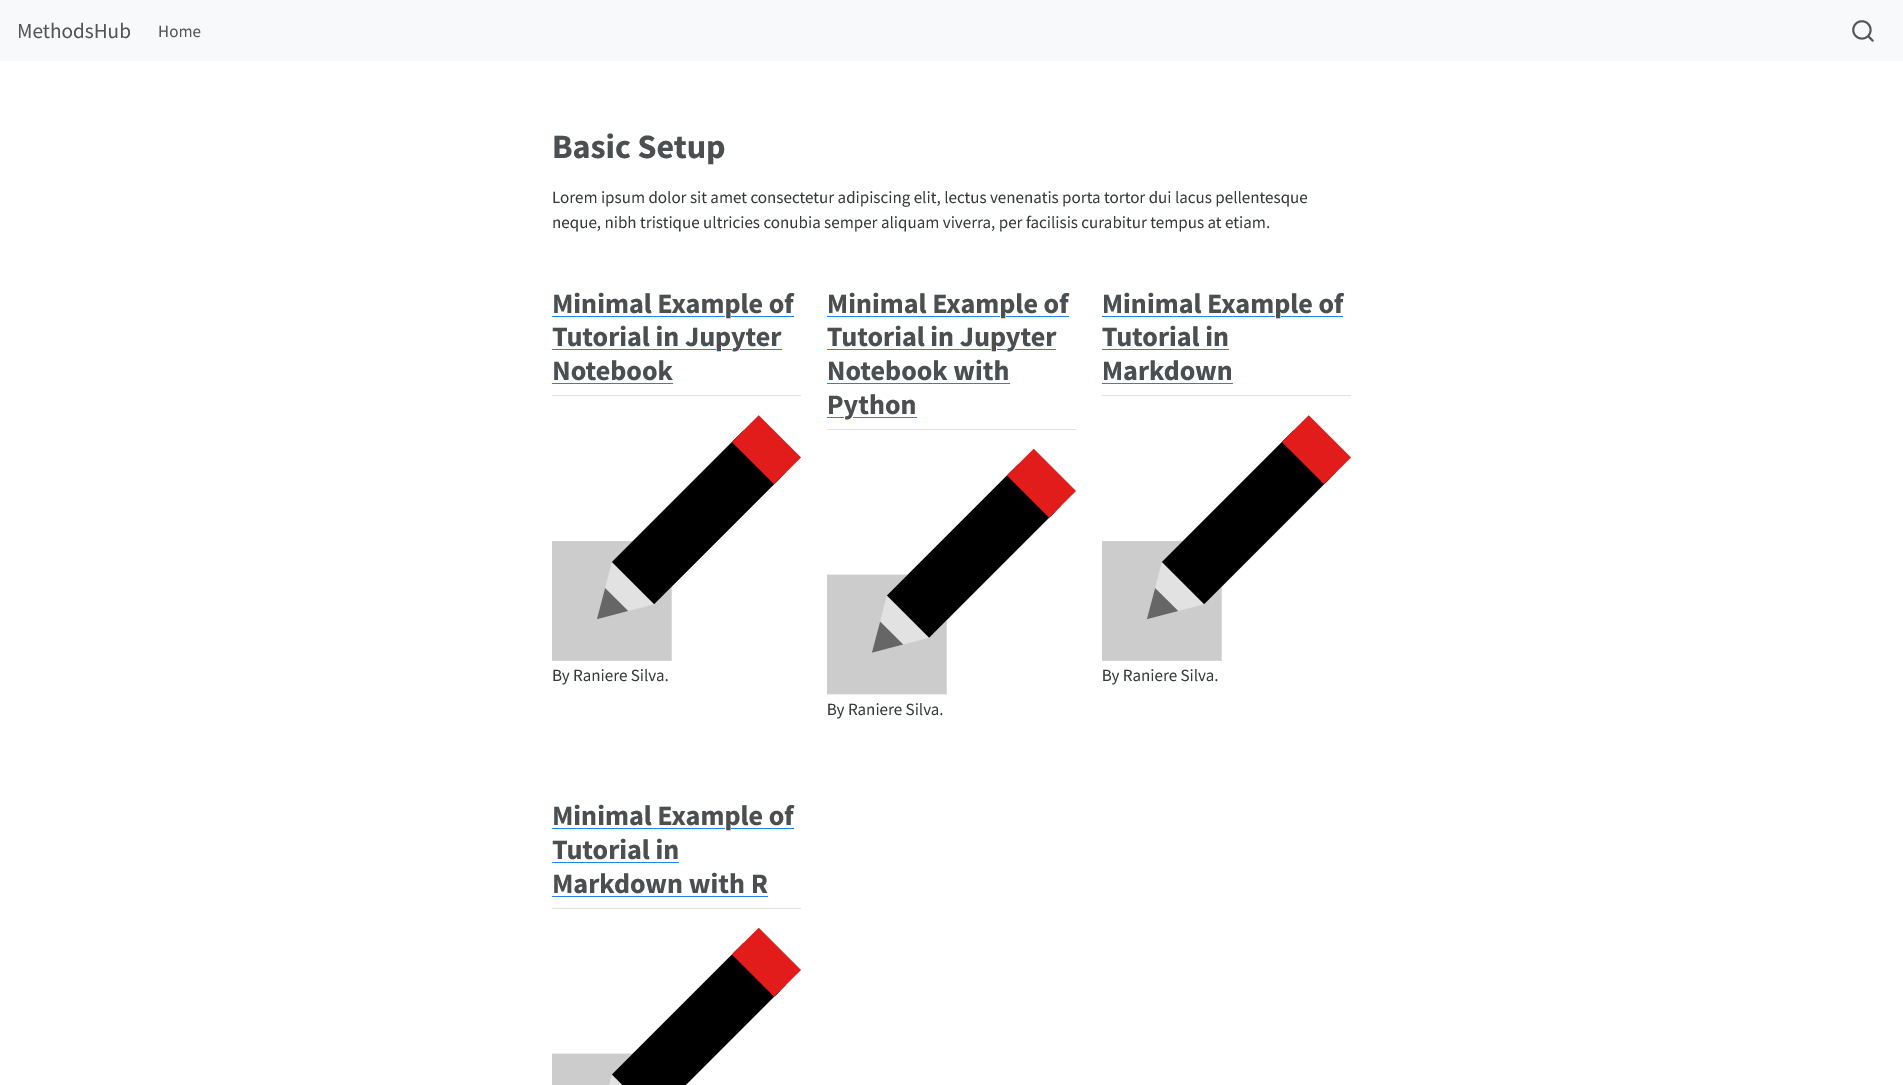 MethodsHub Home
Basic Setup
Lorem ipsum dolor sit amet consectetur adipiscing elit, lectus venenatis porta tortor dui lacus pellentesque
neque, nibh tristique ultricies conubia semper aliquam viverra, per facilisis curabitur tempus at etiam.
Minimal Example of
Tutorial in Jupyter
Notebook
By Raniere Silva.
Minimal Example of
Tutorial in Jupyter
Notebook with
Python
By Raniere Silva.
Minimal Example of
Tutorial in
Markdown
By Raniere Silva.
Minimal Example of
Tutorial in
Markdown with R